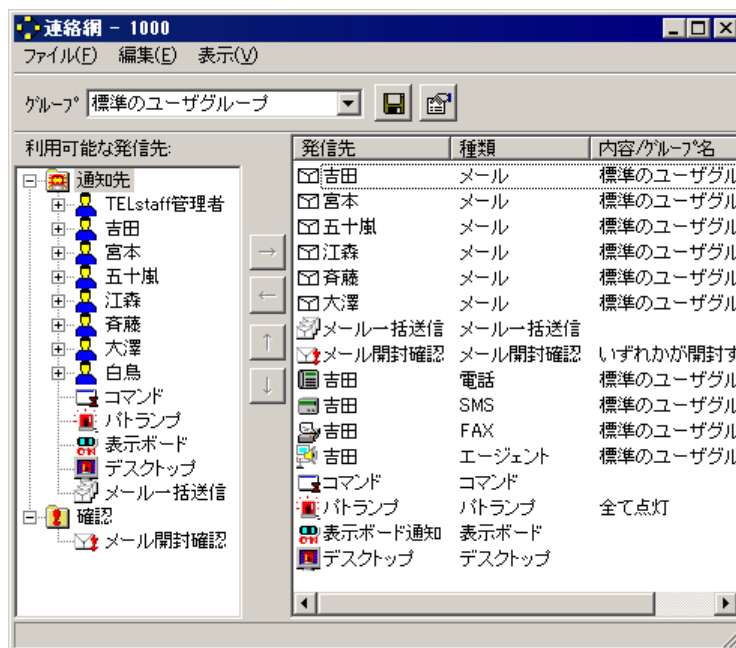 連絡網 - 1000
ファイル(F) 編集(E) 表示(V)
グループ 標準のユーザグループ
利用可能な発信先:
通知先
TELstaff管理者
吉田
宮本
五十嵐
江森
斉藤
大澤
白鳥
コマンド
パトランプ
表示ボード
デスクトップ
メール一括送信
確認
メール開封確認
→
←
↑
↓
発信先 種類 内容/グループ名
吉田 メール 標準のユーザグル
宮本 メール 標準のユーザグル
五十嵐 メール 標準のユーザグル
江森 メール 標準のユーザグル
斉藤 メール 標準のユーザグル
大澤 メール 標準のユーザグル
メール一括送信 メール一括送信
メール開封確認 メール開封確認 いずれかが開封す
吉田 電話 標準のユーザグル
吉田 SMS 標準のユーザグル
吉田 FAX 標準のユーザグル
吉田 エージェント 標準のユーザグル
コマンド コマンド
パトランプ パトランプ 全て点灯
表示ボード通知 表示ボード
デスクトップ デスクトップ